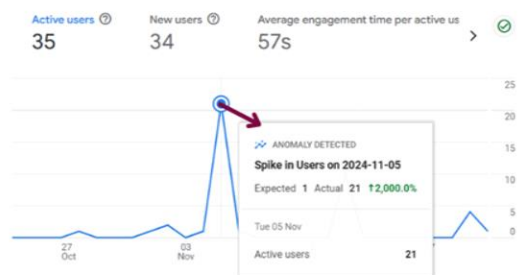 Active users New users Average engagement time per active us
35 34 57s
25
20
15
10
5
0
ANOMALY DETECTED
Spike in Users on 2024-11-05
Expected 1 Actual 21 ↑2,000.0%
Tue 05 Nov
Active users 21
27 03
Oct Nov